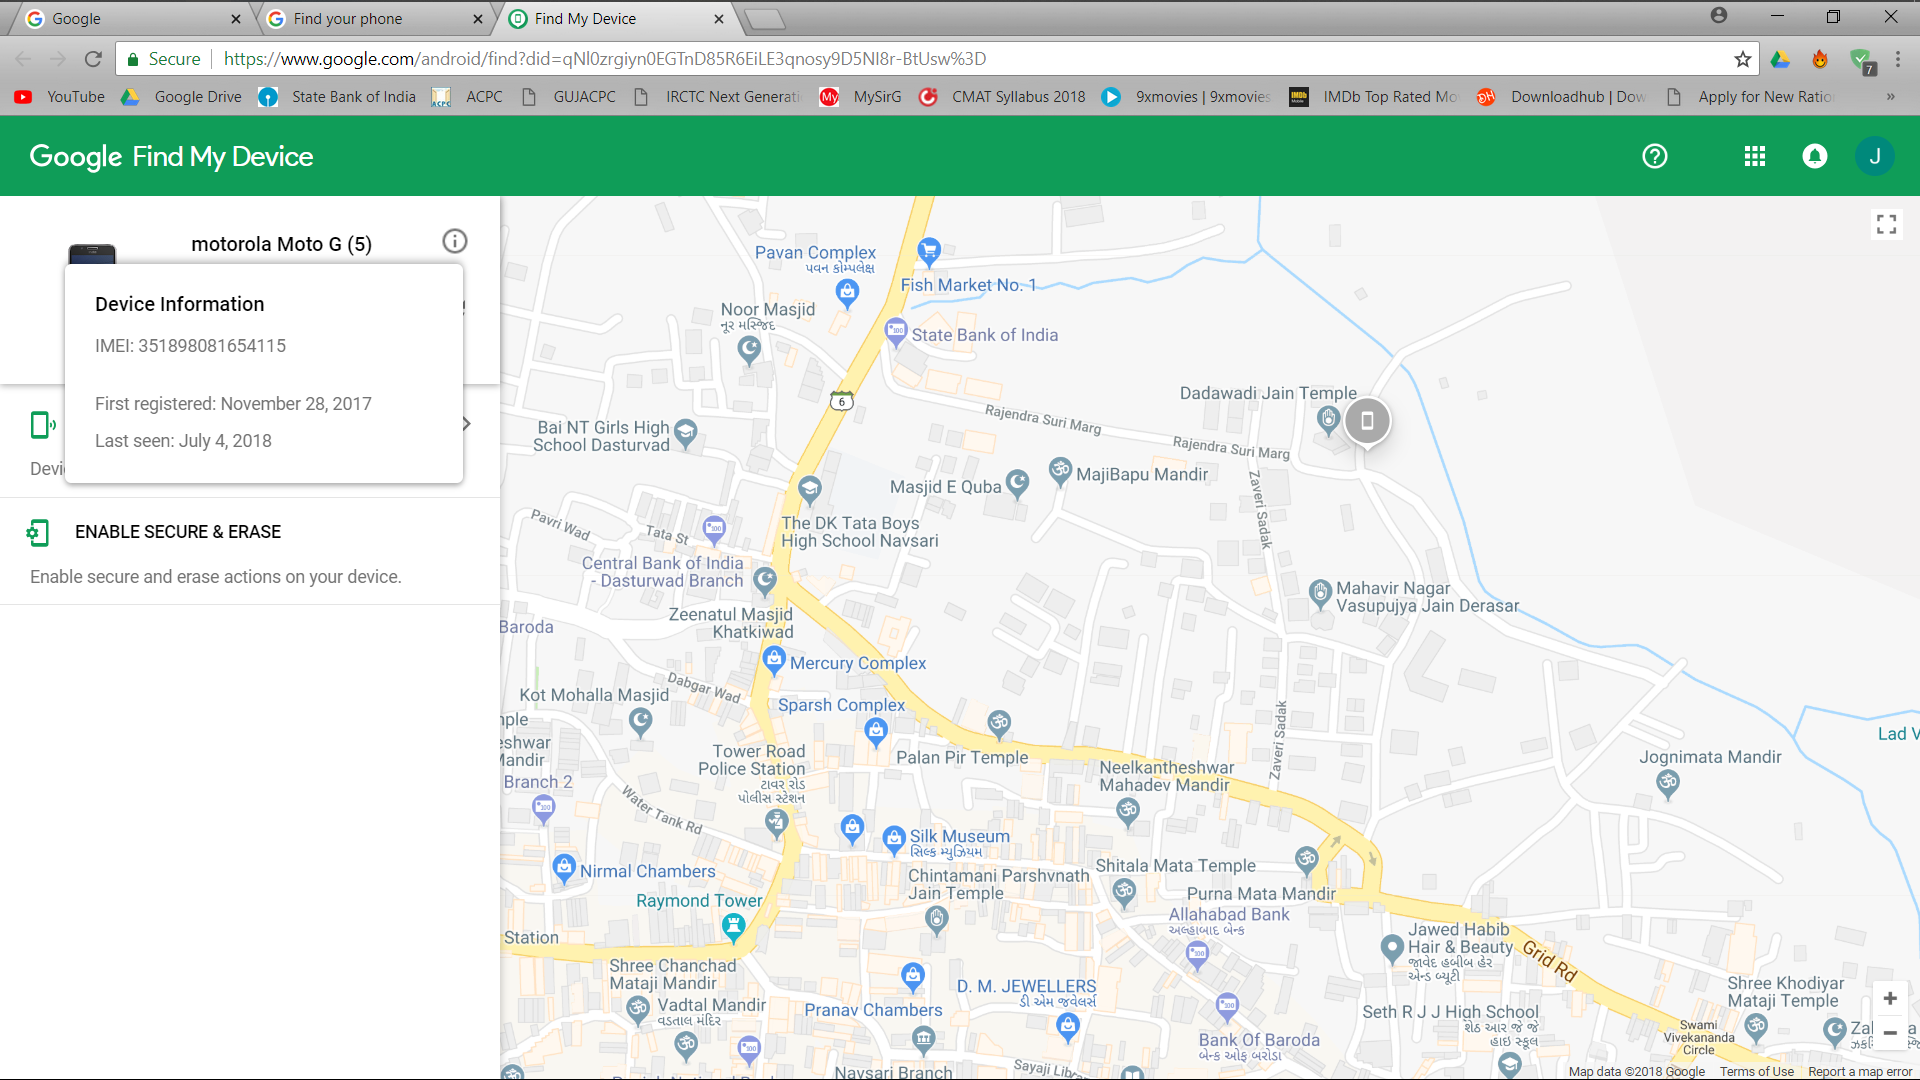 Google
Find your phone
Find My Device
Secure
https://www.google.com/android/find?did=qNl0zrgiyn0EGTnD85R6EiLE3qnosy9D5NI8r-BtUsw%3D
7
YouTube
Google Drive
State Bank of India
ACPC
GUJACPC
IRCTC Next Generati
MySirG
CMAT Syllabus 2018
9xmovies | 9xmovies
IMDb Top Rated Mo
Downloadhub | Dow
Apply for New Ratio
»
Google Find My Device
J
motorola Moto G (5)
Device Information
IMEI: 351898081654115
First registered: November 28, 2017
Last seen: July 4, 2018
Devi
ENABLE SECURE & ERASE
Enable secure and erase actions on your device.
Pavan Complex
પવન કોમ્પલેક્ષ
Fish Market No. 1
Noor Masjid
નૂર મસ્જિદ
State Bank of India
6
Dadawadi Jain Temple
Rajendra Suri Marg
Rajendra Suri Marg
Bai NT Girls High
School Dasturvad
Masjid E Quba
MajiBapu Mandir
Zaveri Sadak
Pavri Wad
Tata St
The DK Tata Boys
High School Navsari
Central Bank of India
- Dasturwad Branch
Mahavir Nagar
Vasupujya Jain Derasar
Zeenatul Masjid
Khatkiwad
Baroda
Mercury Complex
Dabgar Wad
Kot Mohalla Masjid
Sparsh Complex
nple
eshwar
Mandir
Branch 2
Tower Road
Police Station
ટાવર રોડ
પોલીસ સ્ટેશન
Palan Pir Temple
Zaveri Sadak
Neelkantheshwar
Mahadev Mandir
Lad V
Jognimata Mandir
Water Tank Rd
Silk Museum
સિલ્ક મ્યુઝિયમ
Nirmal Chambers
Chintamani Parshvnath
Jain Temple
Shitala Mata Temple
Purna Mata Mandir
Raymond Tower
Allahabad Bank
અલ્હાબાદ બેન્ક
Station
Jawed Habib
Hair & Beauty
જાવેદ હબીબ હેર
એન્ડ બ્યૂટી
Grid Rd
Shree Chanchad
Mataji Mandir
D. M. JEWELLERS
ડી એમ જ્વેલર્સ
Shree Khodiyar
Mataji Temple
Vadtal Mandir
વડતાલ મંદિર
Pranav Chambers
Seth R J J High School
શેઠ આર જે જે
હાઇ સ્કૂલ
Swami
Vivekananda
Circle
Bank Of Baroda
બેન્ક ઓફ બરોડા
Navsari Branch
Sayaji Libr
+
−
Map data ©2018 Google
Terms of Use
Report a map error